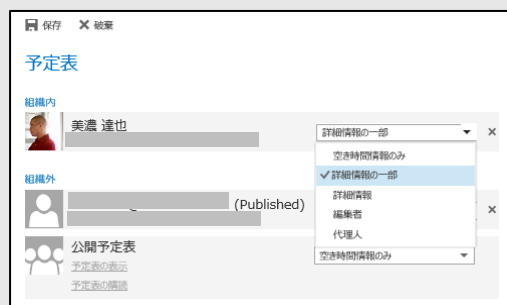 保存 ✕ 破棄
予定表
組織内
美濃 達也
詳細情報の一部
空き時間情報のみ
✓詳細情報の一部
詳細情報
編集者
代理人
組織外
(Published)
公開予定表
空き時間情報のみ
予定表の表示
予定表の購読